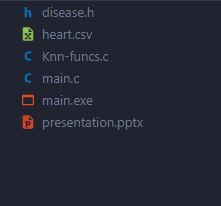 disease.h
heart.csv
Knn-funcs.c
main.c
main.exe
presentation.pptx